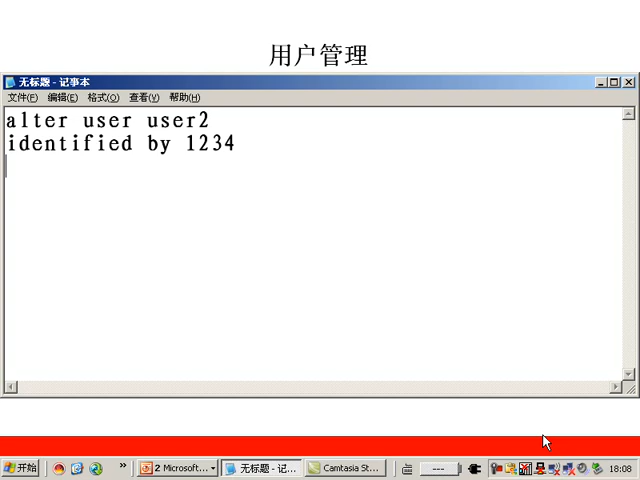 用户管理
无标题 - 记事本
文件(F) 编辑(E) 格式(O) 查看(V) 帮助(H)
alter user user2
identified by 1234
开始 » 2 Microsoft... 无标题 - 记... Camtasia St... --- 18:08